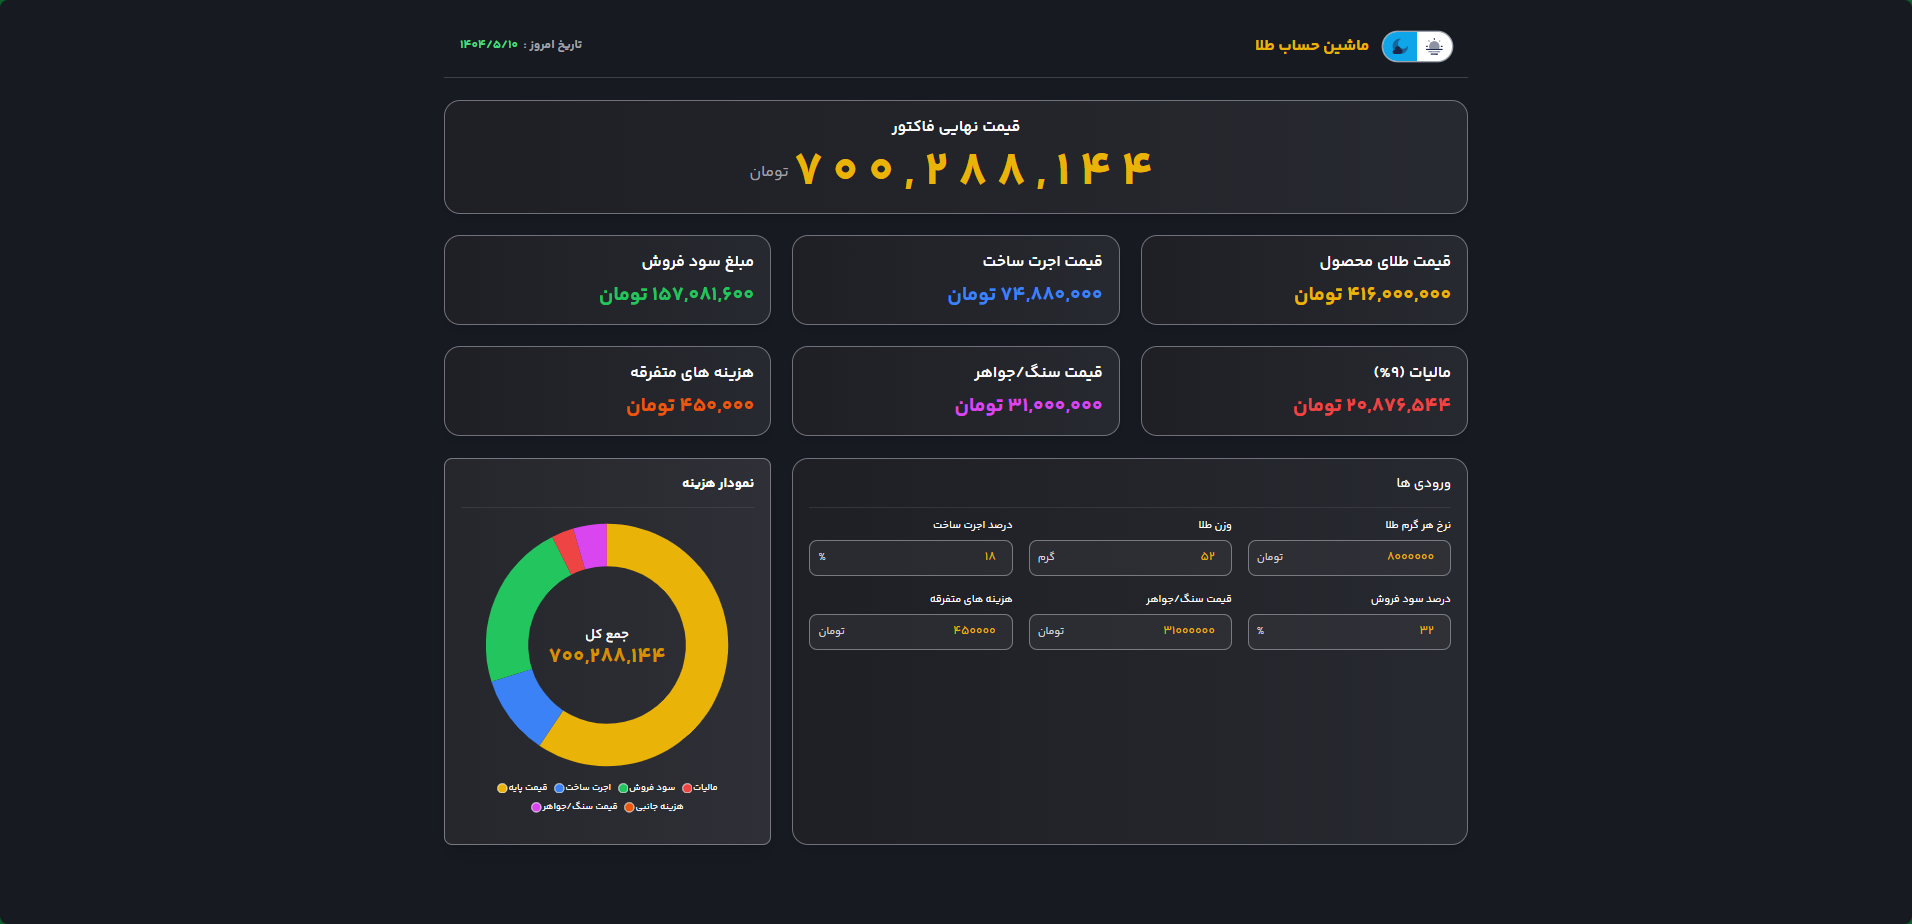 ماشین حساب طلا
تاریخ امروز : ۱۴۰۴/۵/۱۰
قیمت نهایی فاکتور
۷۰۰,۲۸۸,۱۴۴ تومان
قیمت طلای محصول
۴۱۶,۰۰۰,۰۰۰ تومان
قیمت اجرت ساخت
۷۴,۸۸۰,۰۰۰ تومان
مبلغ سود فروش
۱۵۷,۰۸۱,۶۰۰ تومان
مالیات (۹%)
۲۰,۸۷۶,۵۴۴ تومان
قیمت سنگ/جواهر
۳۱,۰۰۰,۰۰۰ تومان
هزینه های متفرقه
۴۵۰,۰۰۰ تومان
ورودی ها
نرخ هر گرم طلا
۸۰۰۰۰۰۰ تومان
وزن طلا
۵۲ گرم
درصد اجرت ساخت
۱۸ %
درصد سود فروش
۳۲ %
قیمت سنگ/جواهر
۳۱۰۰۰۰۰۰ تومان
هزینه های متفرقه
۴۵۰۰۰۰ تومان
نمودار هزینه
جمع کل
۷۰۰,۲۸۸,۱۴۴
مالیات سود فروش اجرت ساخت قیمت پایه
هزینه جانبی قیمت سنگ/جواهر